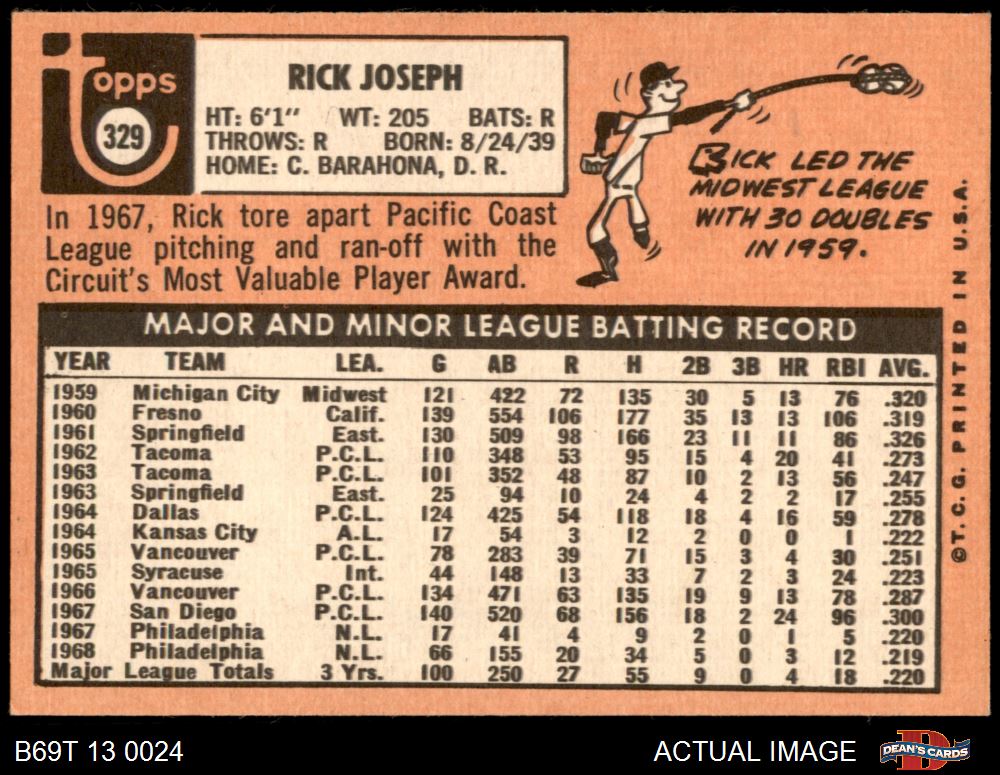 Topps
329
RICK JOSEPH
HT: 6'1" WT: 205 BATS: R
THROWS: R BORN: 8/24/39
HOME: C. BARAHONA, D. R.
RICK LED THE
MIDWEST LEAGUE
WITH 30 DOUBLES
IN 1959.
In 1967, Rick tore apart Pacific Coast
League pitching and ran-off with the
Circuit's Most Valuable Player Award.
MAJOR AND MINOR LEAGUE BATTING RECORD
YEAR TEAM LEA. G AB R H 2B 3B HR RBI AVG.
1959 Michigan City Midwest 121 422 72 135 30 5 13 76 .320
1960 Fresno Calif. 139 554 106 177 35 13 13 106 .319
1961 Springfield East. 130 509 98 166 23 11 11 86 .326
1962 Tacoma P.C.L. 110 348 53 95 15 4 20 41 .273
1963 Tacoma P.C.L. 101 352 48 87 10 2 13 56 .247
1963 Springfield East. 25 94 10 24 4 2 2 17 .255
1964 Dallas P.C.L. 124 425 54 118 18 4 16 59 .278
1964 Kansas City A.L. 17 54 3 12 2 0 0 1 .222
1965 Vancouver P.C.L. 78 283 39 71 15 3 4 30 .251
1965 Syracuse Int. 44 148 13 33 7 2 3 24 .223
1966 Vancouver P.C.L. 134 471 63 135 19 9 13 78 .287
1967 San Diego P.C.L. 140 520 68 156 18 2 24 96 .300
1967 Philadelphia N.L. 17 41 4 9 2 0 1 5 .220
1968 Philadelphia N.L. 66 155 20 34 5 0 3 12 .219
Major League Totals 3 Yrs. 100 250 27 55 9 0 4 18 .220
©T.C.G. PRINTED IN U.S.A.
B69T 13 0024 ACTUAL IMAGE
D
DEAN'S CARDS